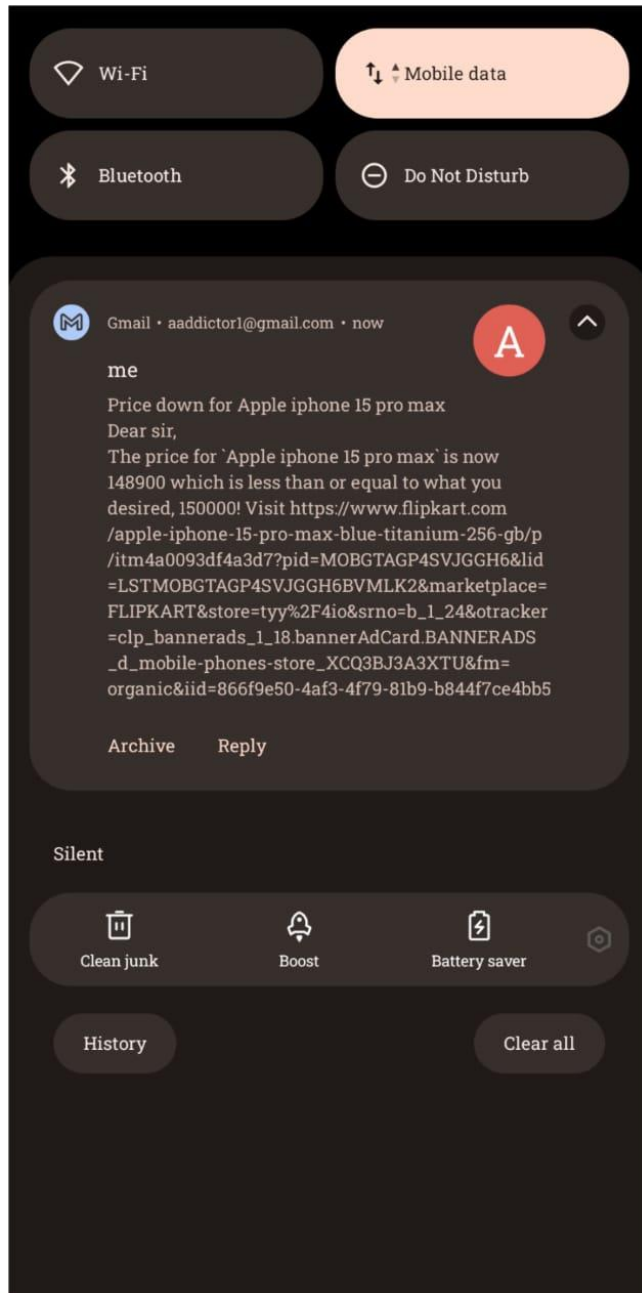 Wi-Fi
Mobile data
Bluetooth
Do Not Disturb
Gmail • aaddictor1@gmail.com • now
A
me
Price down for Apple iphone 15 pro max
Dear sir,
The price for `Apple iphone 15 pro max` is now
148900 which is less than or equal to what you
desired, 150000! Visit https://www.flipkart.com
/apple-iphone-15-pro-max-blue-titanium-256-gb/p
/itm4a0093df4a3d7?pid=MOBGTAGP4SVJGGH6&lid
=LSTMOBGTAGP4SVJGGH6BVMLK2&marketplace=
FLIPKART&store=tyy%2F4io&srno=b_1_24&otracker
=clp_bannerads_1_18.bannerAdCard.BANNERADS
_d_mobile-phones-store_XCQ3BJ3A3XTU&fm=
organic&iid=866f9e50-4af3-4f79-81b9-b844f7ce4bb5
Archive Reply
Silent
Clean junk Boost Battery saver
History Clear all